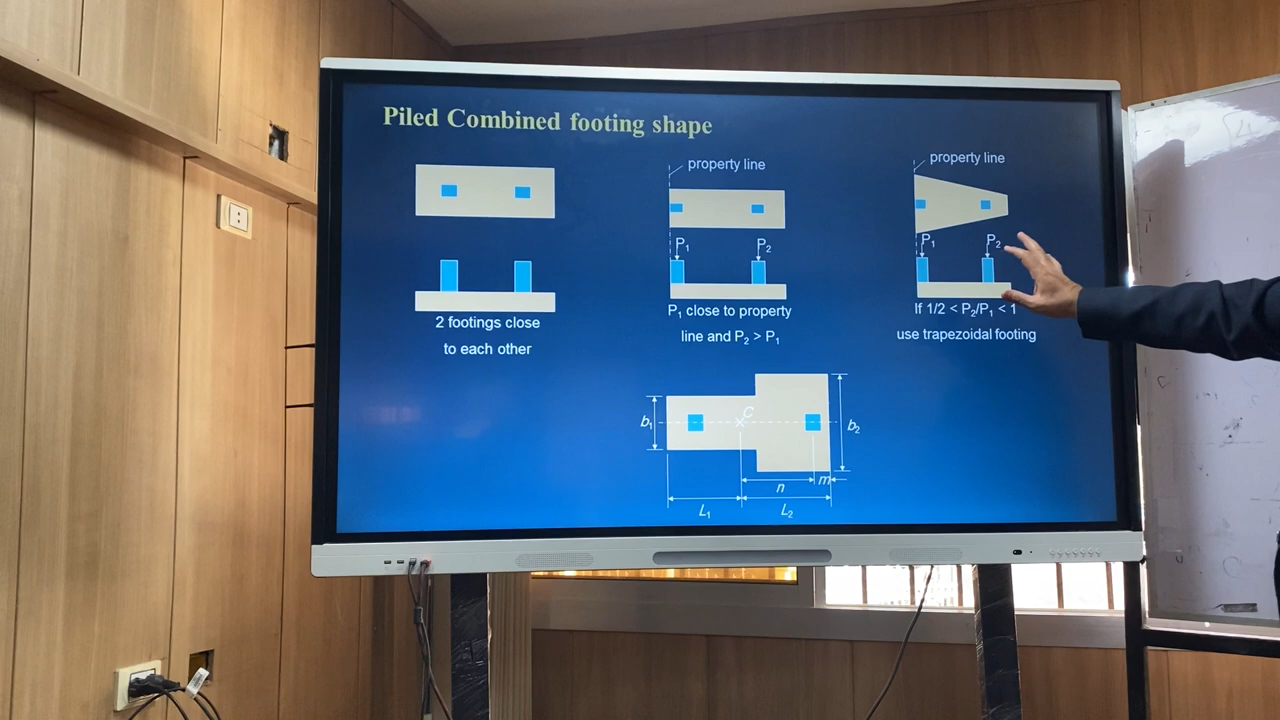 Piled Combined footing shape
2 footings close
to each other
property line
P₁ P₂
P₁ close to property
line and P₂ > P₁
property line
P₁ P₂
If 1/2 < P₂/P₁ < 1
use trapezoidal footing
b₁
C
b₂
n
m
L₁
L₂